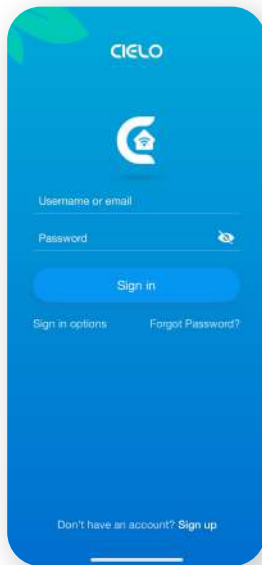 CIELO
Username or email
Password
Sign in
Sign in options Forgot Password?
Don't have an account? Sign up